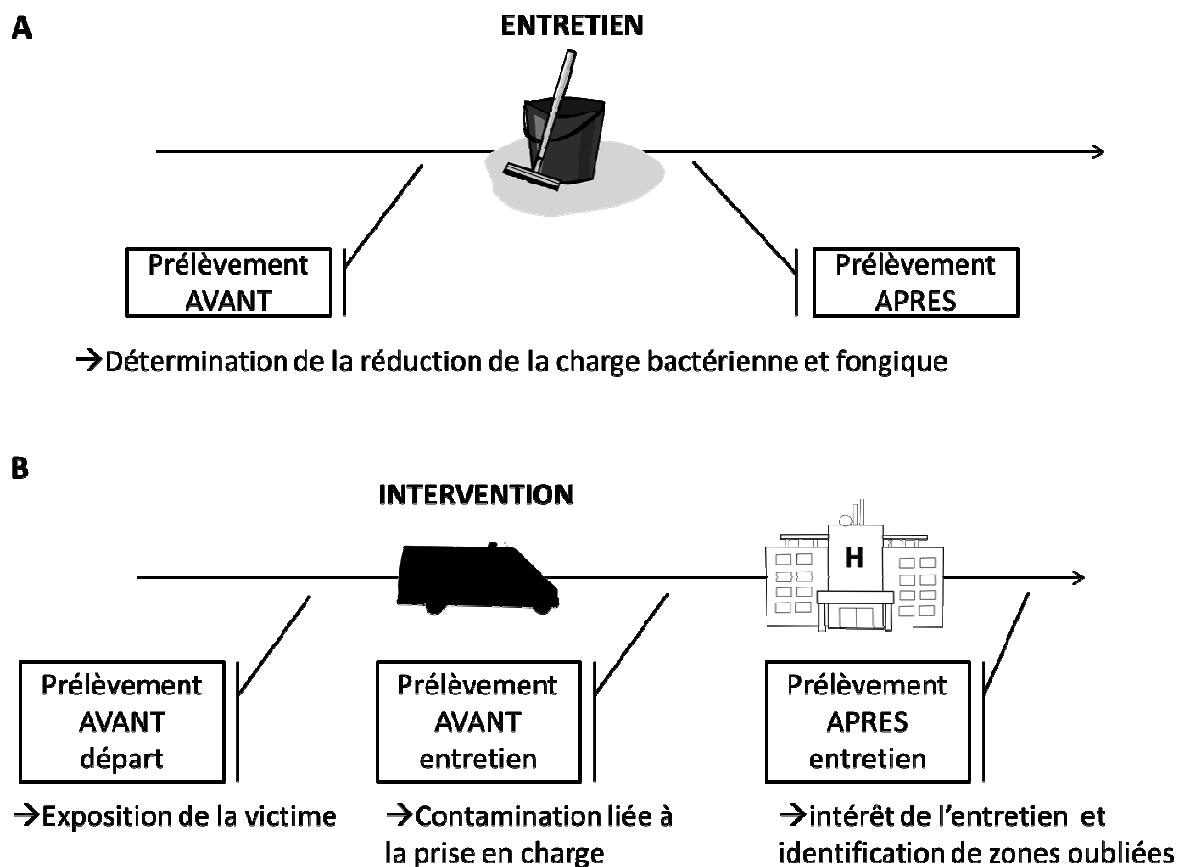 A
ENTRETIEN
Prélèvement
AVANT
Prélèvement
APRES
→Détermination de la réduction de la charge bactérienne et fongique
B
INTERVENTION
H
Prélèvement
AVANT
départ
Prélèvement
AVANT
entretien
Prélèvement
APRES
entretien
→Exposition de la victime
→Contamination liée à
la prise en charge
→intérêt de l'entretien et
identification de zones oubliées